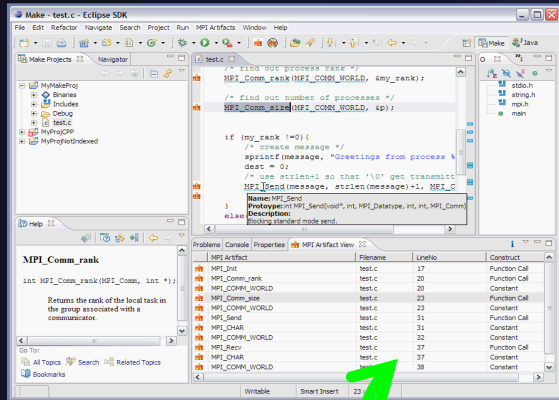 Make - test.c - Eclipse SDK
File Edit Refactor Navigate Search Project Run MPI Artifacts Window Help
Make
Java
Make Projects
Navigator
MyMakeProj
Binaries
Includes
Debug
test.c
MyProjCPP
MyProjNotIndexed
test.c
/* find out process rank */
MPI_Comm_rank(MPI_COMM_WORLD, &my_rank);
/* find out number of processes */
MPI_Comm_size(MPI_COMM_WORLD, &p);
if (my_rank !=0){
/* create message */
sprintf(message, "Greetings from process %
dest = 0;
/* use strlen+1 so that '\0' get transmitt
MPI_Send(message, strlen(message)+1, MPI_C
}
else
Name: MPI_Send
Protoype: int MPI_Send(void*, int, MPI_Datatype, int, int, MPI_Comm)
Description:
Blocking standard mode send.
O
stdio.h
string.h
mpi.h
main
Help
MPI_Comm_rank
int MPI_Comm_rank(MPI_Comm, int *);
Returns the rank of the local task in
the group associated with a
communicator.
Go To:
All Topics Search Related Topics
Bookmarks
Problems Console Properties MPI Artifact View
MPI Artifact Filename LineNo Construct
MPI_Init test.c 17 Function Call
MPI_Comm_rank test.c 20 Function Call
MPI_COMM_WORLD test.c 20 Constant
MPI_Comm_size test.c 23 Function Call
MPI_COMM_WORLD test.c 23 Constant
MPI_Send test.c 31 Function Call
MPI_CHAR test.c 31 Constant
MPI_COMM_WORLD test.c 32 Constant
MPI_Recv test.c 37 Function Call
MPI_CHAR test.c 37 Constant
MPI_COMM_WORLD test.c 38 Constant
Writable Smart Insert 23